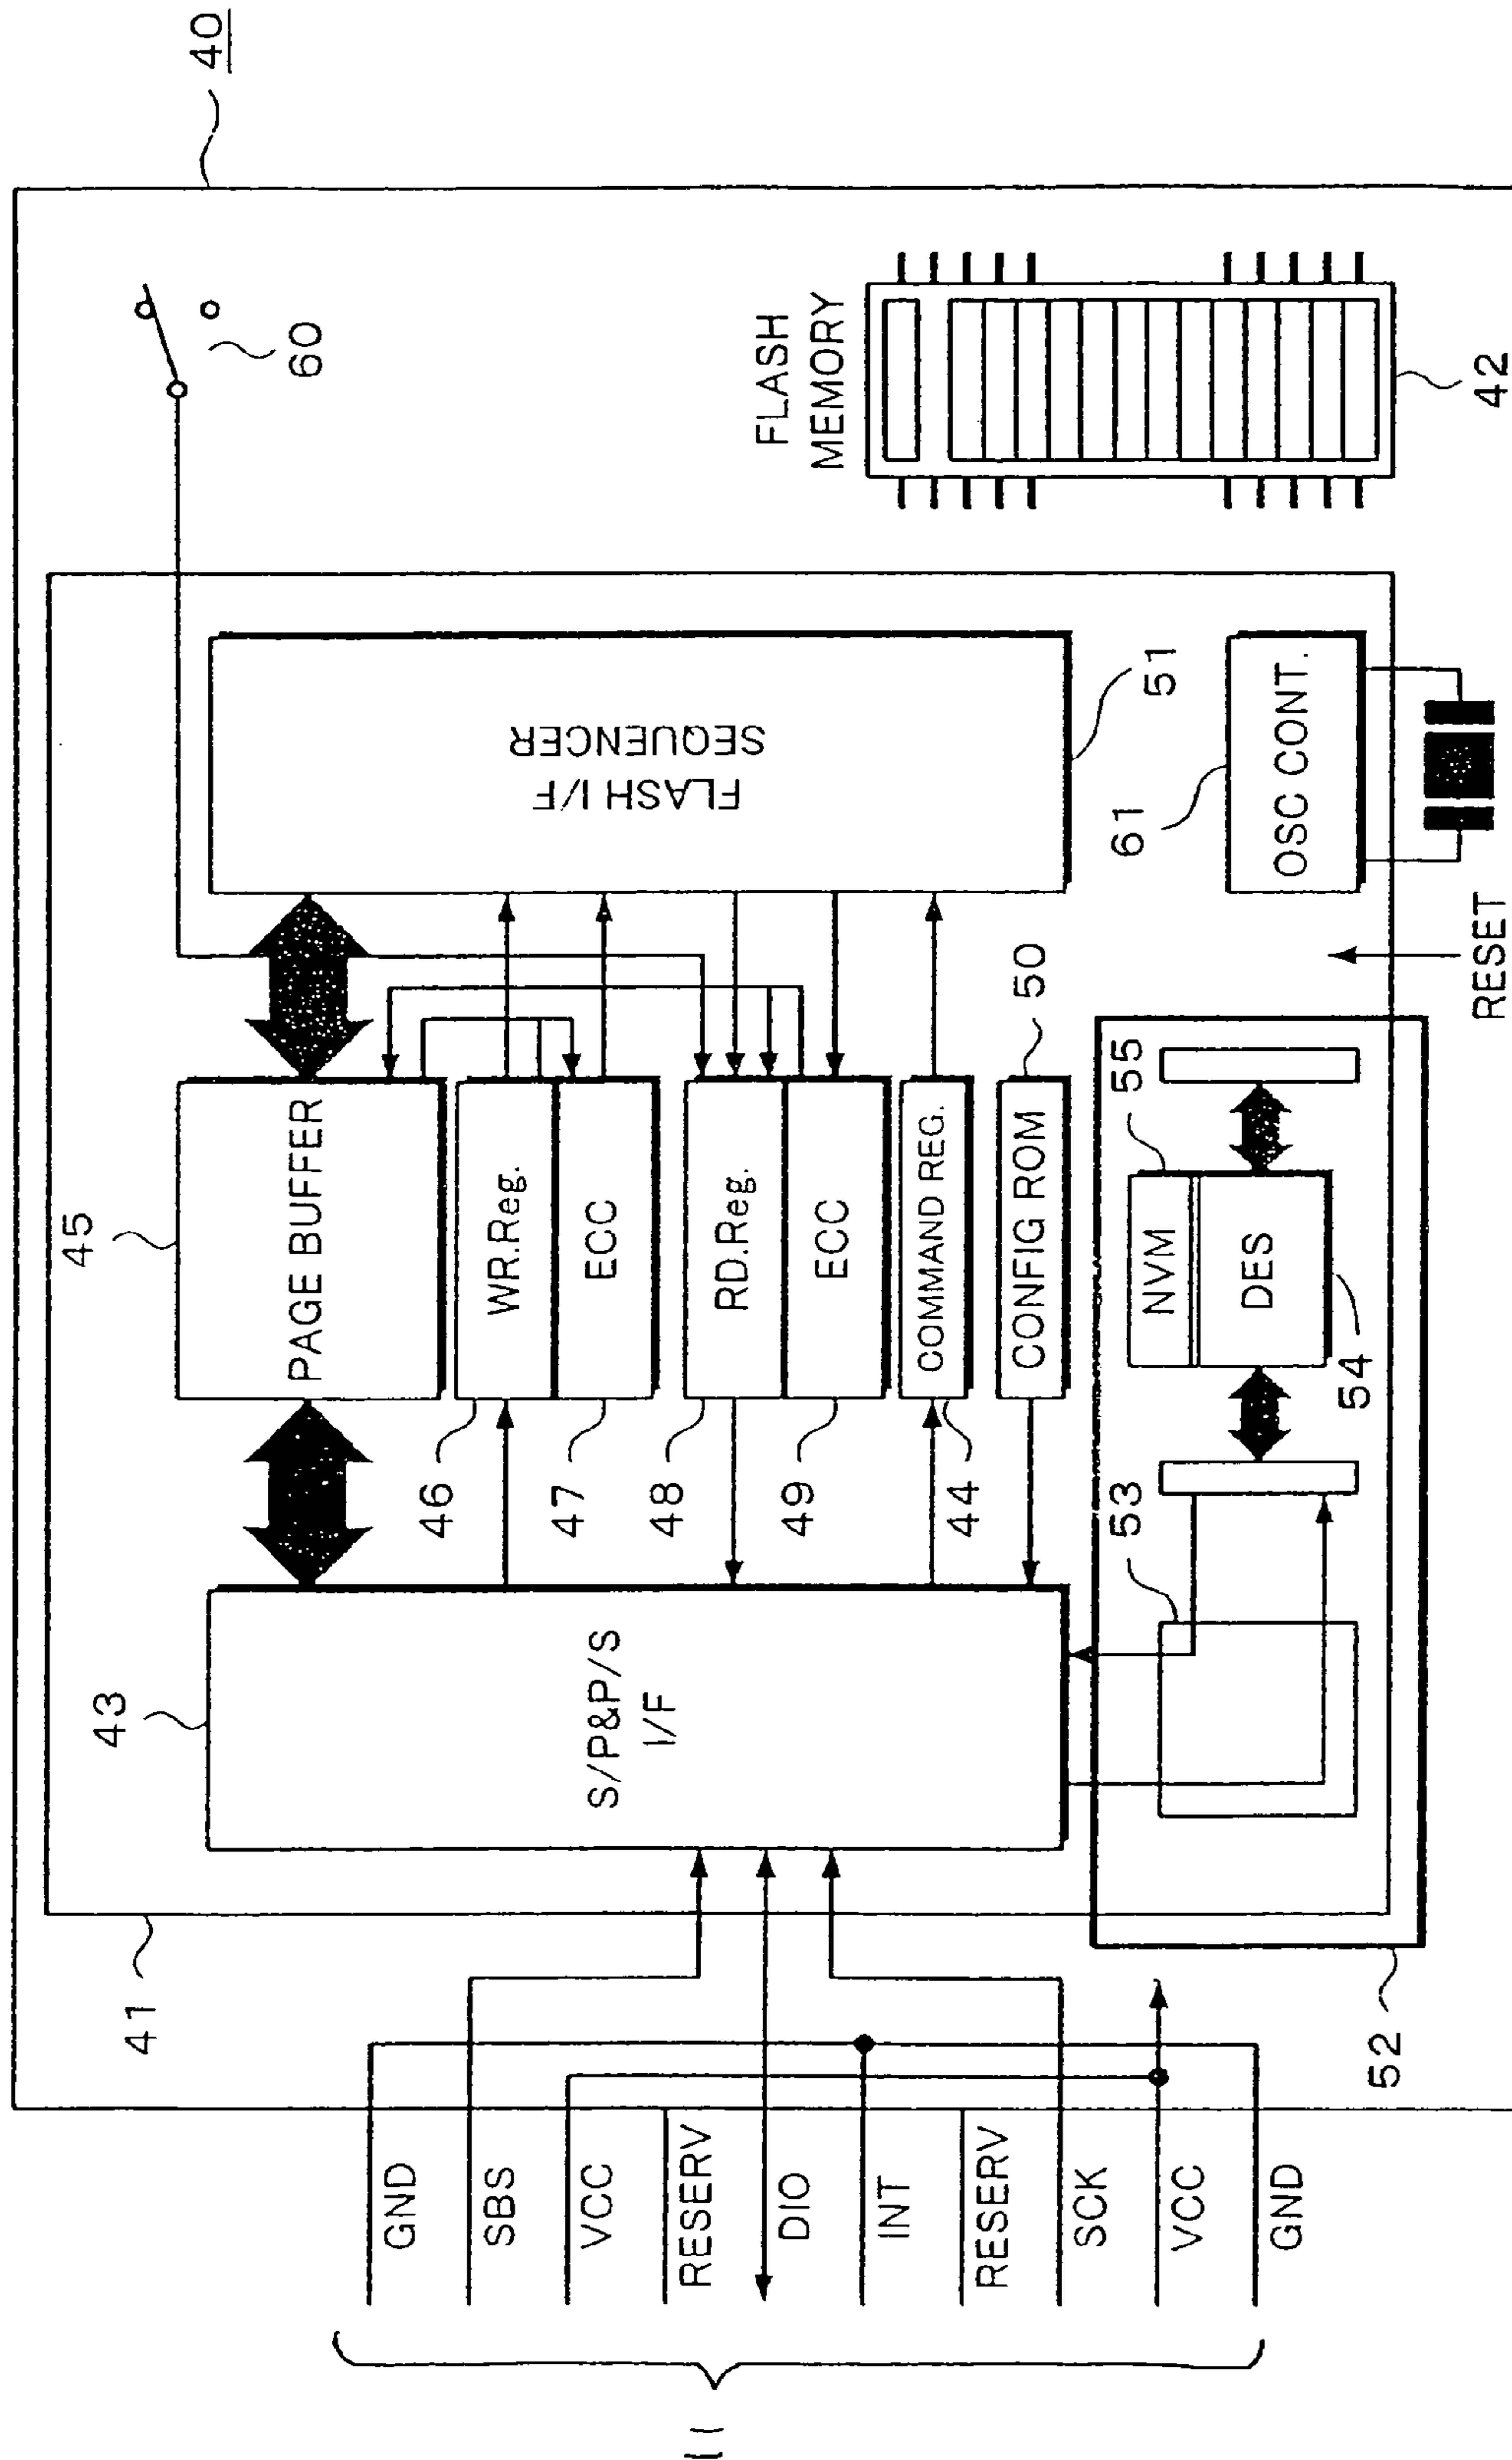 40
60
FLASH
MEMORY
42
41
43
S/P&P/S
I/F
45
PAGE BUFFER
46
WR.Reg.
47
ECC
48
RD.Reg.
49
ECC
44
COMMAND REG.
50
CONFIG ROM
FLASH I/F
SEQUENCER
51
61
OSC CONT.
RESET
52
53
54
55
NVM
DES
GND
SBS
VCC
RESERV
DIO
INT
RESERV
SCK
VCC
GND